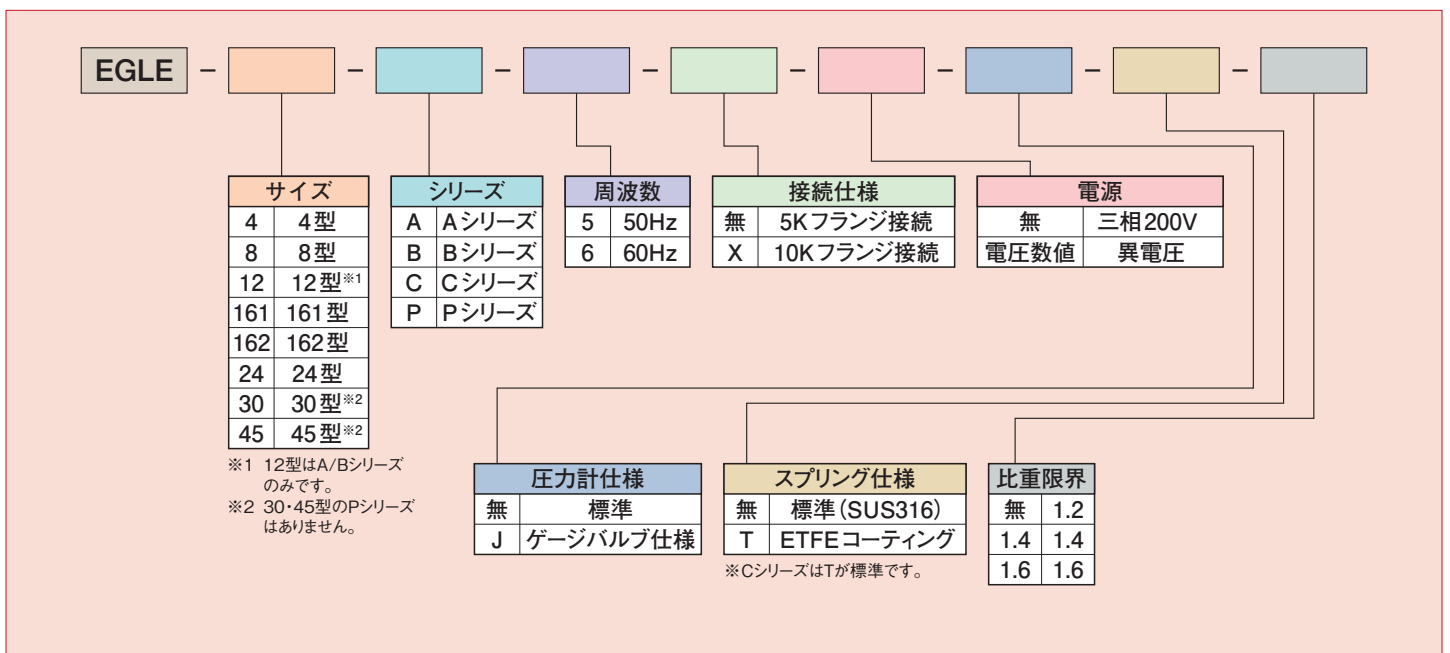 EGLE – – – – – – – –
サイズ
4 4型
8 8型
12 12型※1
161 161型
162 162型
24 24型
30 30型※2
45 45型※2
※1 12型はA/Bシリーズ
のみです。
※2 30・45型のPシリーズ
はありません。
シリーズ
A Aシリーズ
B Bシリーズ
C Cシリーズ
P Pシリーズ
周波数
5 50Hz
6 60Hz
接続仕様
無 5Kフランジ接続
X 10Kフランジ接続
電源
無 三相200V
電圧数値 異電圧
圧力計仕様
無 標準
J ゲージバルブ仕様
スプリング仕様
無 標準(SUS316)
T ETFEコーティング
※CシリーズはTが標準です。
比重限界
無 1.2
1.4 1.4
1.6 1.6